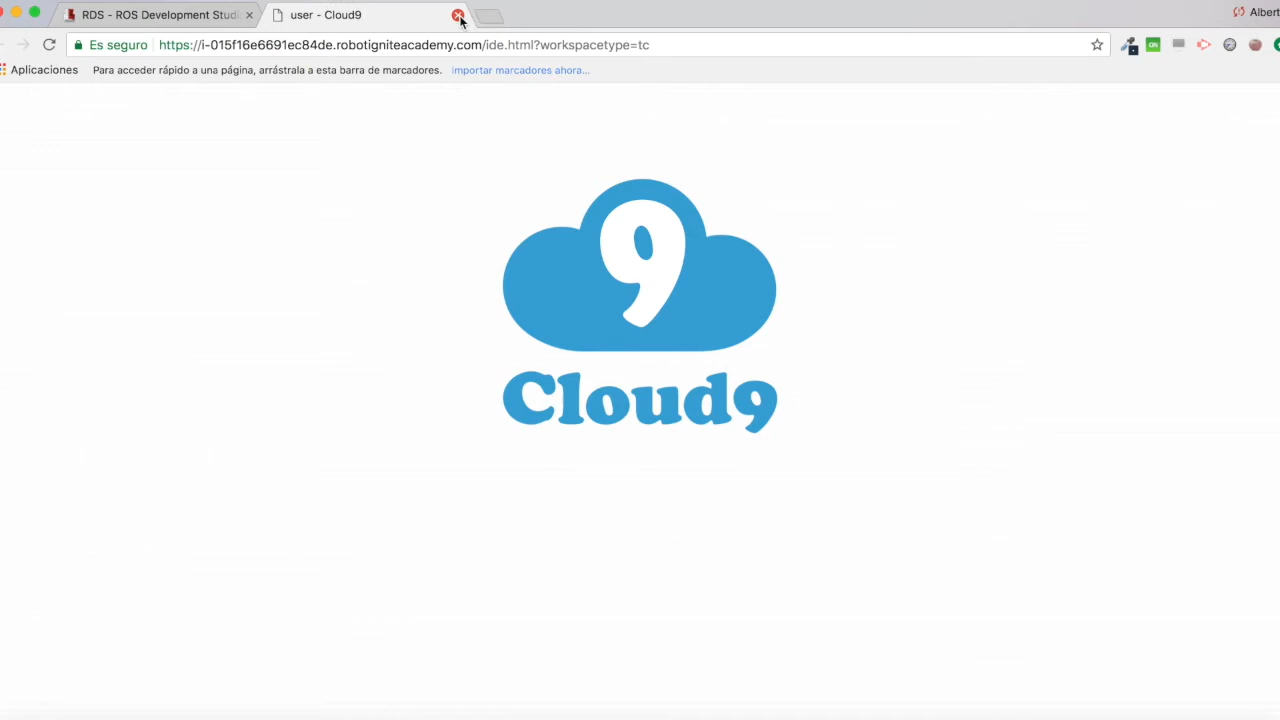 RDS - ROS Development Studi
user - Cloud9
Albert
Es seguro
https://i-015f16e6691ec84de.robotigniteacademy.com/ide.html?workspacetype=tc
ON
Aplicaciones
Para acceder rápido a una página, arrástrala a esta barra de marcadores.
Importar marcadores ahora...
9
Cloud9